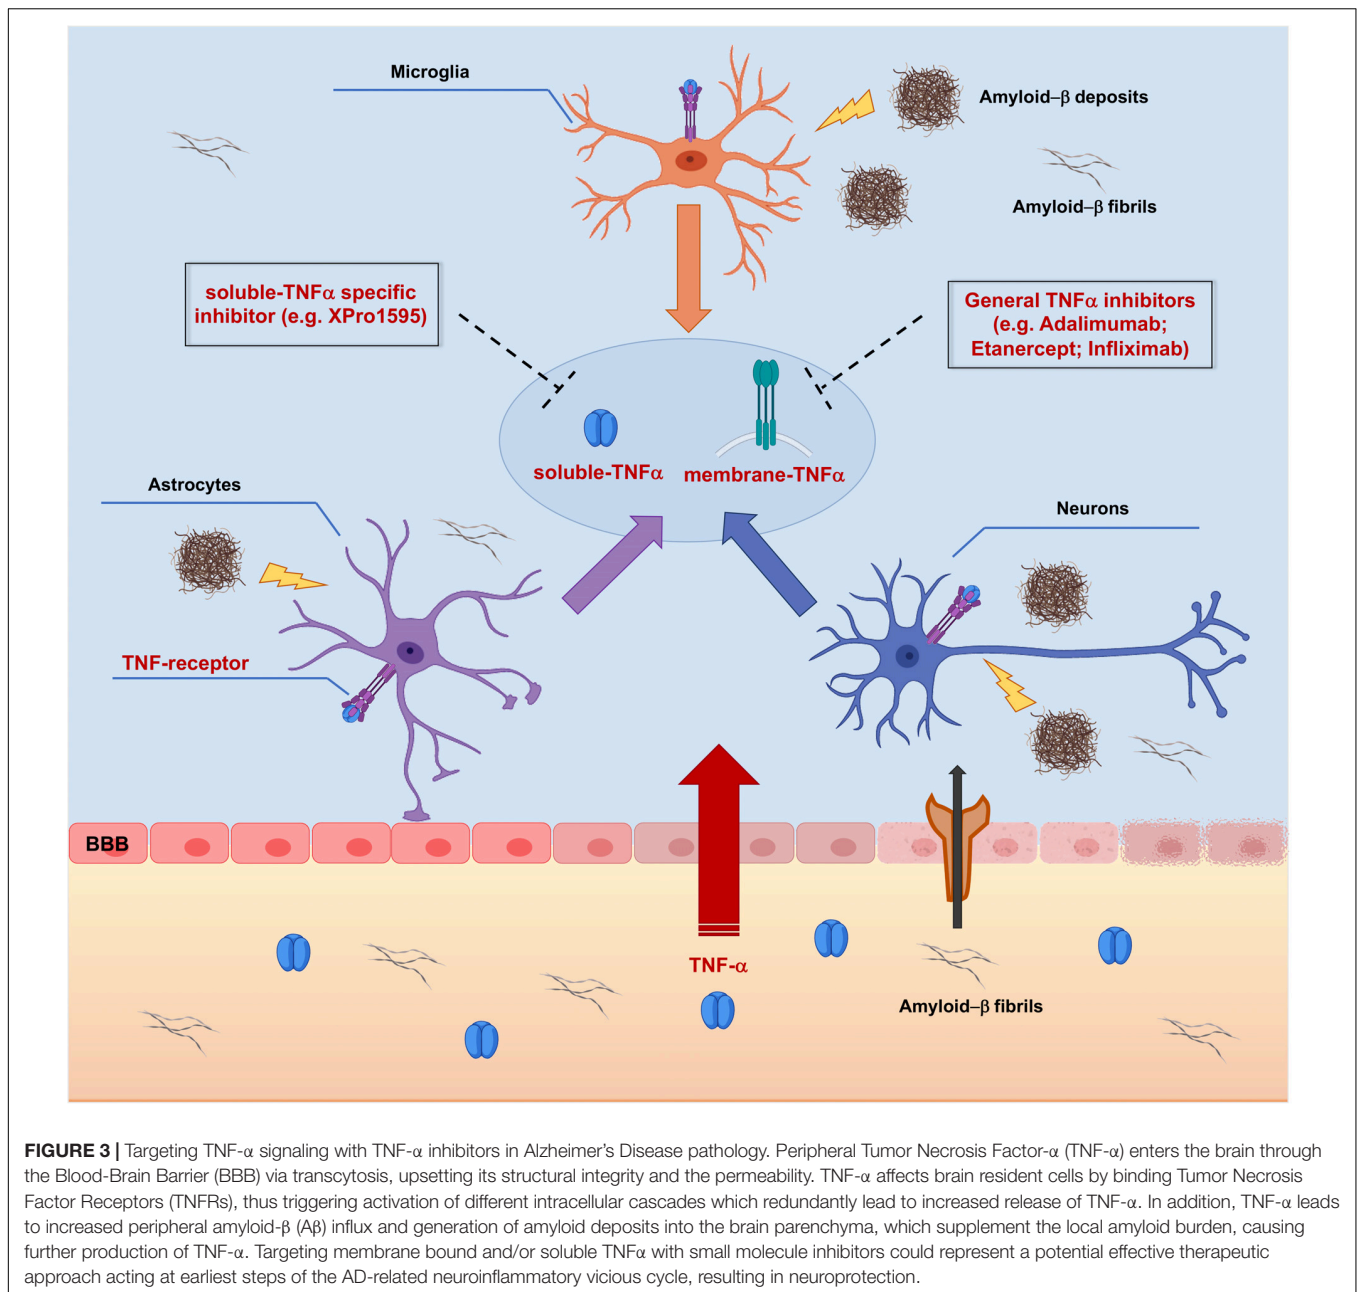 Microglia
Amyloid–β deposits
Amyloid–β fibrils
soluble-TNFα specific
inhibitor (e.g. XPro1595)
General TNFα inhibitors
(e.g. Adalimumab;
Etanercept; Infliximab)
soluble-TNFα
membrane-TNFα
Astrocytes
Neurons
TNF-receptor
BBB
TNF-α
Amyloid–β fibrils
FIGURE 3 | Targeting TNF-α signaling with TNF-α inhibitors in Alzheimer's Disease pathology. Peripheral Tumor Necrosis Factor-α (TNF-α) enters the brain through
the Blood-Brain Barrier (BBB) via transcytosis, upsetting its structural integrity and the permeability. TNF-α affects brain resident cells by binding Tumor Necrosis
Factor Receptors (TNFRs), thus triggering activation of different intracellular cascades which redundantly lead to increased release of TNF-α. In addition, TNF-α leads
to increased peripheral amyloid-β (Aβ) influx and generation of amyloid deposits into the brain parenchyma, which supplement the local amyloid burden, causing
further production of TNF-α. Targeting membrane bound and/or soluble TNFα with small molecule inhibitors could represent a potential effective therapeutic
approach acting at earliest steps of the AD-related neuroinflammatory vicious cycle, resulting in neuroprotection.